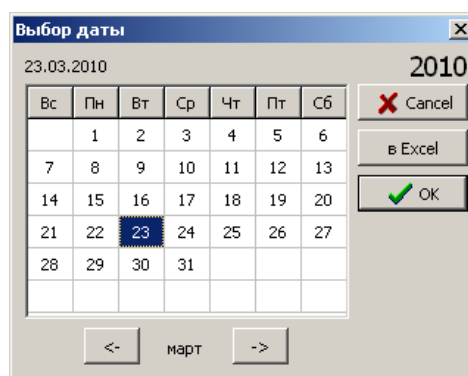 Выбор даты
23.03.2010 2010
Вс Пн Вт Ср Чт Пт Сб
1 2 3 4 5 6
7 8 9 10 11 12 13
14 15 16 17 18 19 20
21 22 23 24 25 26 27
28 29 30 31
Cancel
в Excel
OK
<- март ->